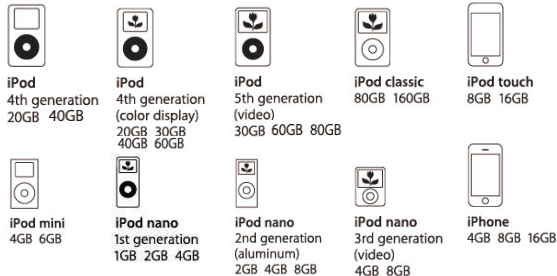 iPod
4th generation
20GB 40GB
iPod
4th generation
(color display)
20GB 30GB
40GB 60GB
iPod
5th generation
(video)
30GB 60GB 80GB
iPod classic
80GB 160GB
iPod touch
8GB 16GB
iPod mini
4GB 6GB
iPod nano
1st generation
1GB 2GB 4GB
iPod nano
2nd generation
(aluminum)
2GB 4GB 8GB
iPod nano
3rd generation
(video)
4GB 8GB
iPhone
4GB 8GB 16GB